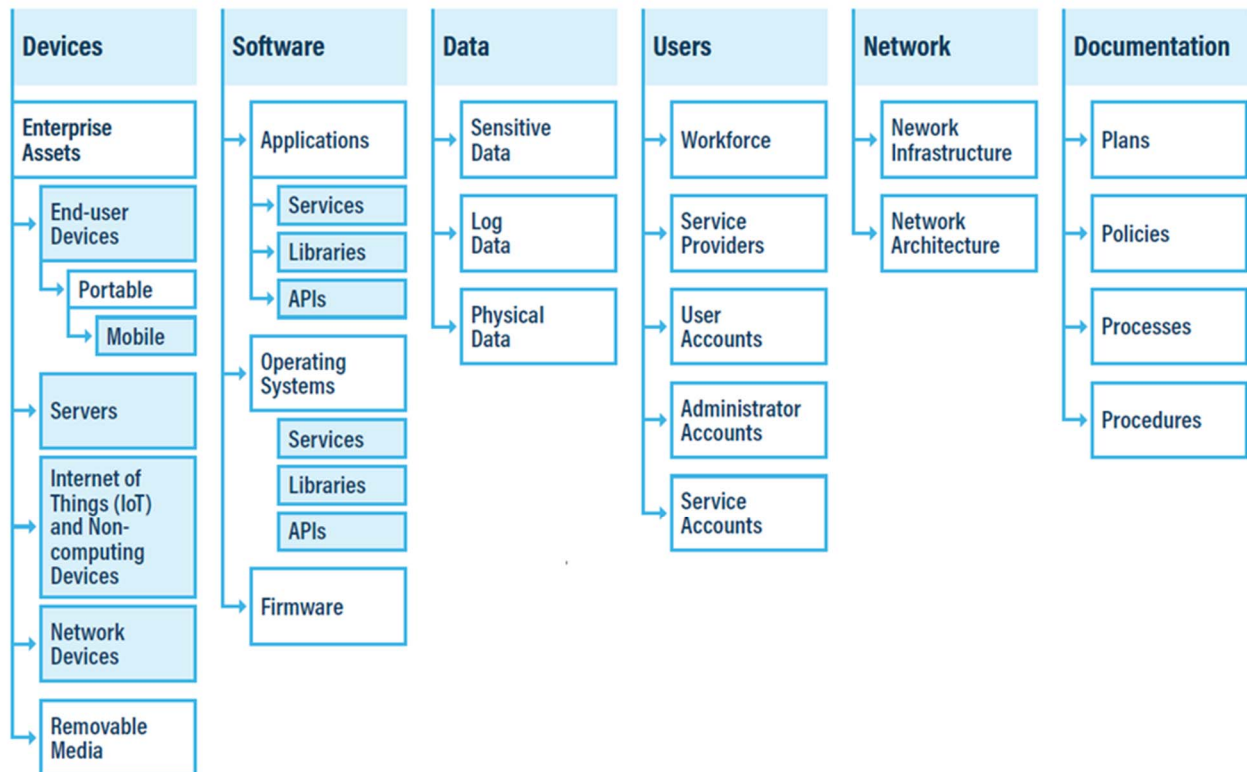 Devices
Enterprise
Assets
End-user
Devices
Portable
Mobile
Servers
Internet of
Things (IoT)
and Non-
computing
Devices
Network
Devices
Removable
Media
Software
Applications
Services
Libraries
APIs
Operating
Systems
Services
Libraries
APIs
Firmware
Data
Sensitive
Data
Log
Data
Physical
Data
Users
Workforce
Service
Providers
User
Accounts
Administrator
Accounts
Service
Accounts
Network
Nework
Infrastructure
Network
Architecture
Documentation
Plans
Policies
Processes
Procedures